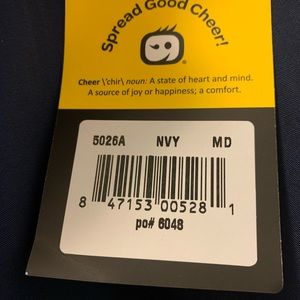 Spread Good Cheer!
®
Cheer \'chir\ noun: A state of heart and mind.
A source of joy or happiness; a comfort.
5026A NVY MD
8 47153 00528 1
po# 6048